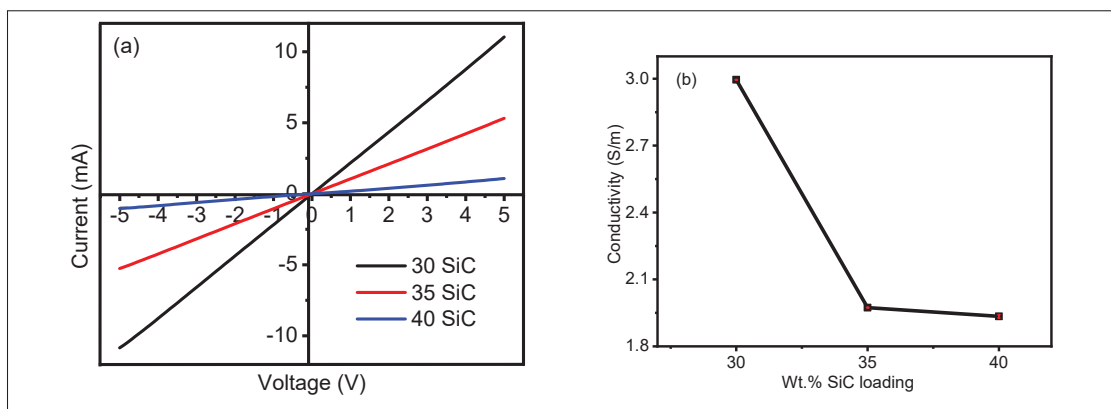 (a)
10
5
0
-5 -4 -3 -2 -1 0 1 2 3 4 5
-5
-10
Current (mA)
Voltage (V)
30 SiC
35 SiC
40 SiC
(b)
3.0
2.7
2.4
2.1
1.8
Conductivity (S/m)
30 35 40
Wt.% SiC loading